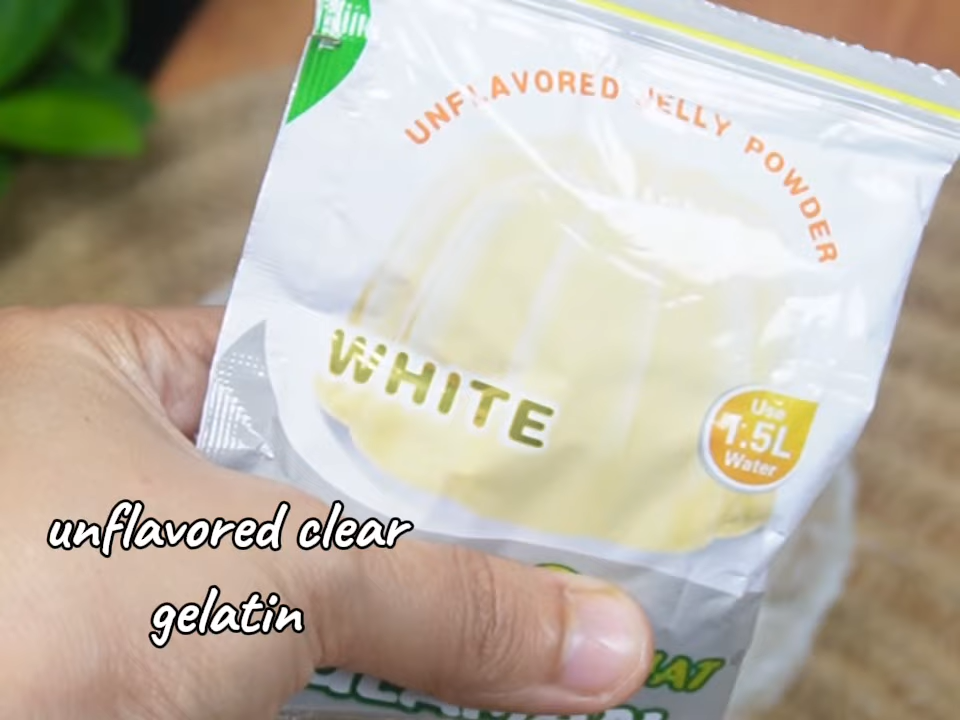 UNFLAVORED JELLY POWDER
WHITE
Use
1.5L
Water
unflavored clear
gelatin